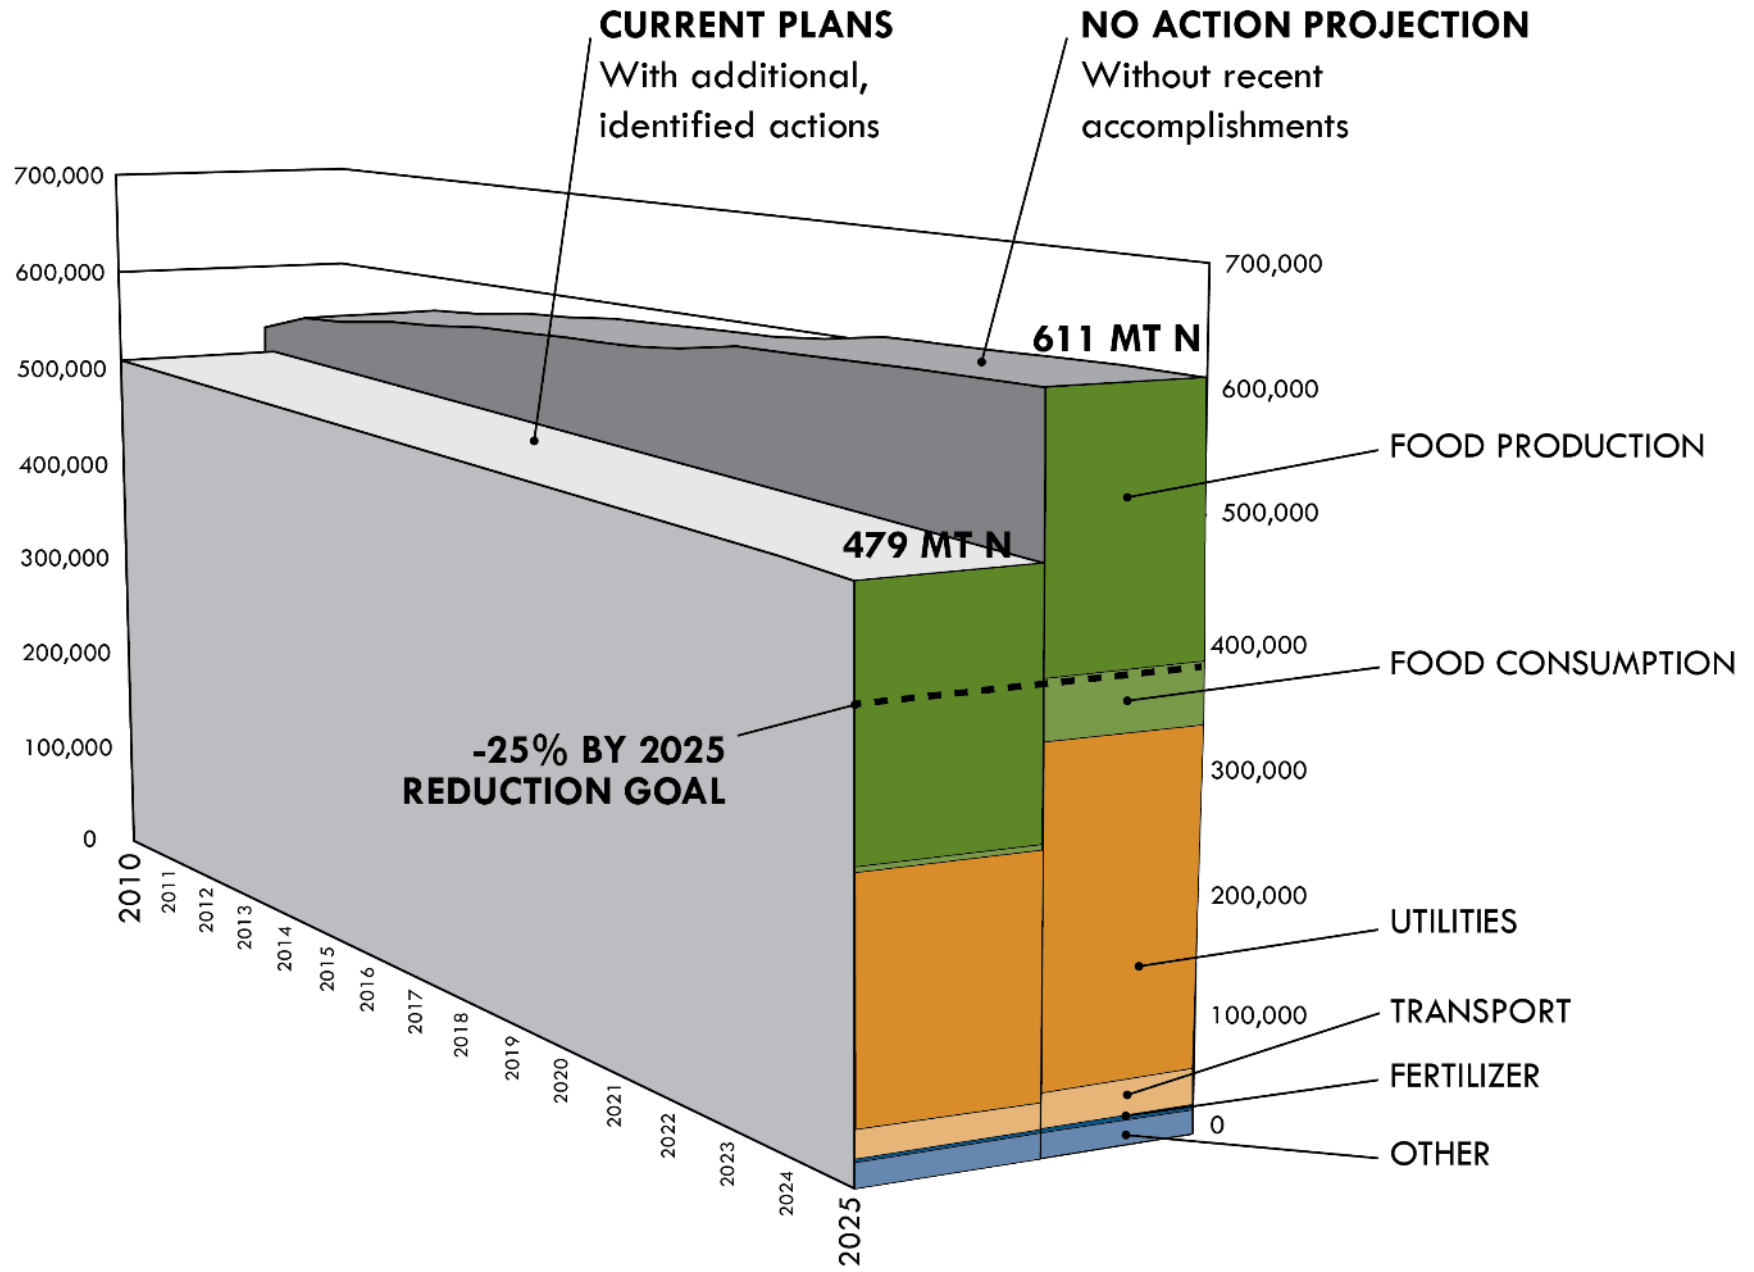 CURRENT PLANS
With additional,
identified actions
NO ACTION PROJECTION
Without recent
accomplishments
700,000
600,000
500,000
400,000
300,000
200,000
100,000
0
611 MT N
479 MT N
-25% BY 2025
REDUCTION GOAL
700,000
600,000
500,000
400,000
300,000
200,000
100,000
0
FOOD PRODUCTION
FOOD CONSUMPTION
UTILITIES
TRANSPORT
FERTILIZER
OTHER
2010
2011
2012
2013
2014
2015
2016
2017
2018
2019
2020
2021
2022
2023
2024
2025